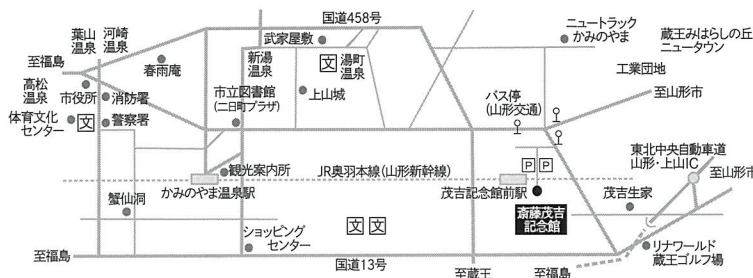 国道458号
葉山
温泉
河崎
温泉
武家屋敷
ニュートラック
かみのやま
蔵王みはらしの丘
ニュータウン
至福島
春雨庵
新湯
温泉
文
湯町
温泉
工業団地
高松
温泉
市役所
消防署
市立図書館
(二日町プラザ)
上山城
バス停
(山形交通)
至山形市
体育文化
センター
文
警察署
東北中央自動車道
山形・上山IC
至山形市
観光案内所
JR奥羽本線(山形新幹線)
P P
かみのやま温泉駅
茂吉記念館前駅
斎藤茂吉
記念館
茂吉生家
蟹仙洞
文 文
ショッピング
センター
リナワールド
蔵王ゴルフ場
至福島
国道13号
至蔵王
至福島